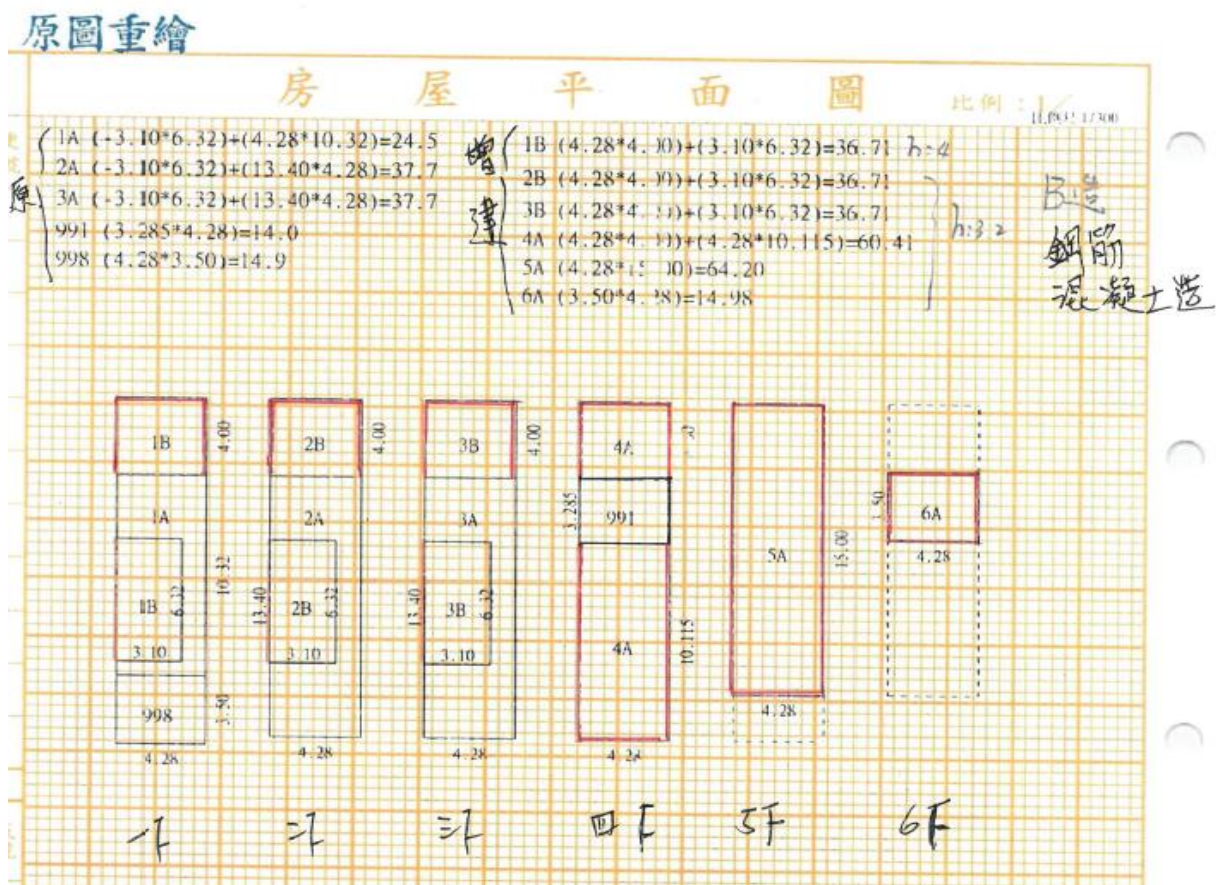 原圖重繪
房屋平面圖
比例：1/
原
1A (-3.10*6.32)+(4.28*10.32)=24.5
2A (-3.10*6.32)+(13.40*4.28)=37.7
3A (-3.10*6.32)+(13.40*4.28)=37.7
991 (3.285*4.28)=14.0
998 (4.28*3.50)=14.9
增建
1B (4.28*4.00)+(3.10*6.32)=36.71 h=4
2B (4.28*4.00)+(3.10*6.32)=36.71
3B (4.28*4. )+(3.10*6.32)=36.71
4A (4.28*4. )+(4.28*10.115)=60.41
5A (4.28*15.00)=64.20
6A (3.50*4.28)=14.98
h:3.2
鋼筋
混凝土造
1B 4.00 2B 4.00 3B 4.00 4A
1A 2A 3A 3.285 991 3.50 6A
10.32 5A 15.00 4.28
1B 6.32 13.40 2B 6.32 13.40 3B 6.32 4A 10.115
3.10 3.10 3.10
998 3.50 4.28
4.28 4.28 4.28 4.28
一F 二F 三F 四F 5F 6F